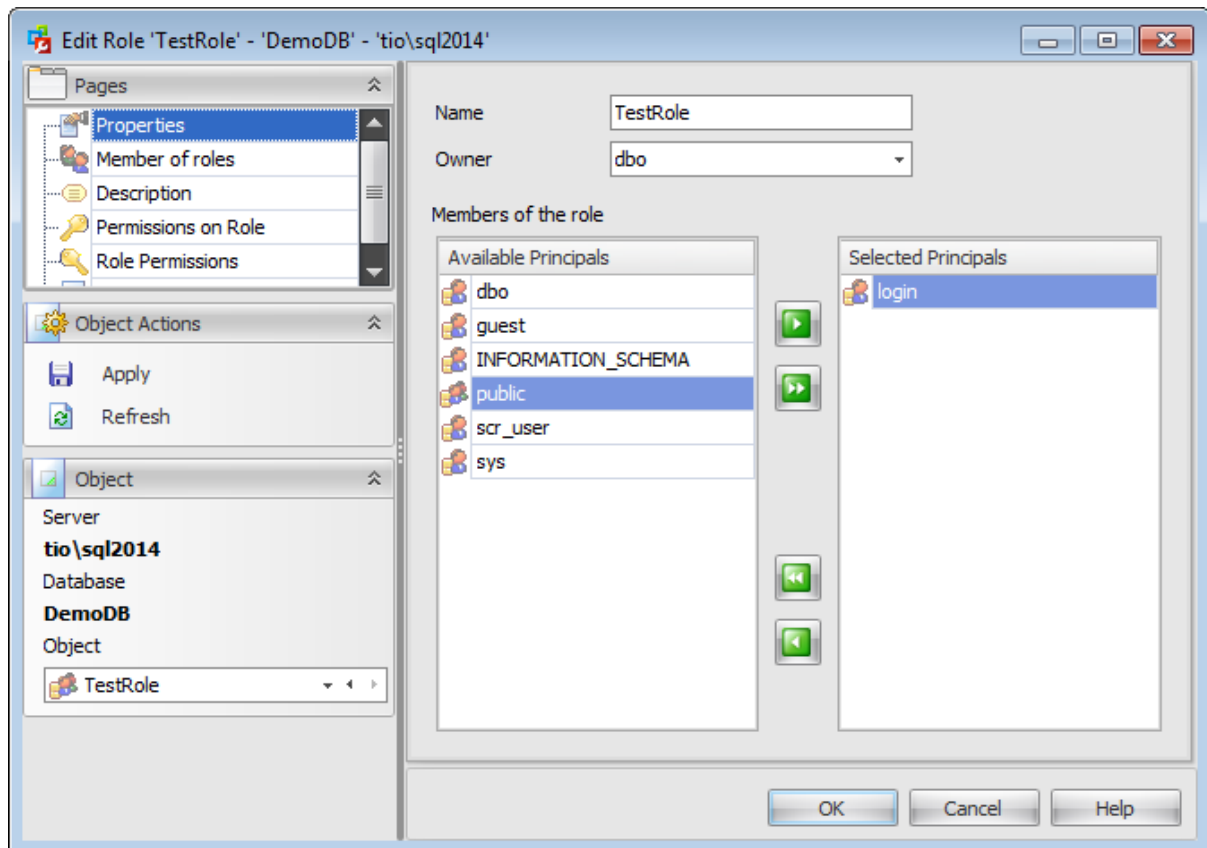 Edit Role 'TestRole' - 'DemoDB' - 'tio\sql2014'
Pages
Properties
Member of roles
Description
Permissions on Role
Role Permissions
Object Actions
Apply
Refresh
Object
Server
tio\sql2014
Database
DemoDB
Object
TestRole
Name TestRole
Owner dbo
Members of the role
Available Principals
dbo
guest
INFORMATION_SCHEMA
public
scr_user
sys
Selected Principals
login
OK Cancel Help